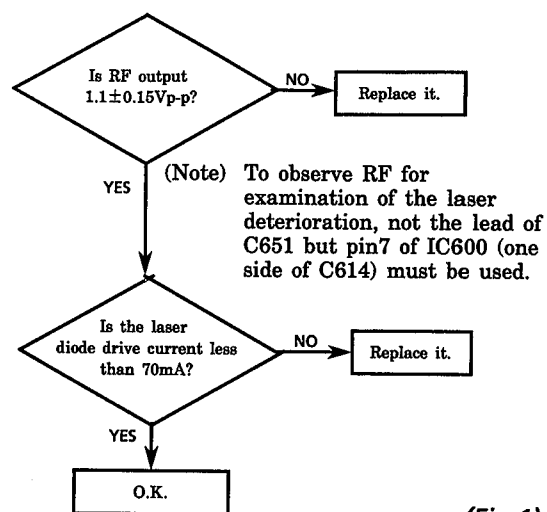 Is RF output
1.1±0.15Vp-p?
NO
Replace it.
YES
(Note) To observe RF for
examination of the laser
deterioration, not the lead of
C651 but pin7 of IC600 (one
side of C614) must be used.
Is the laser
diode drive current less
than 70mA?
NO
Replace it.
YES
O.K.